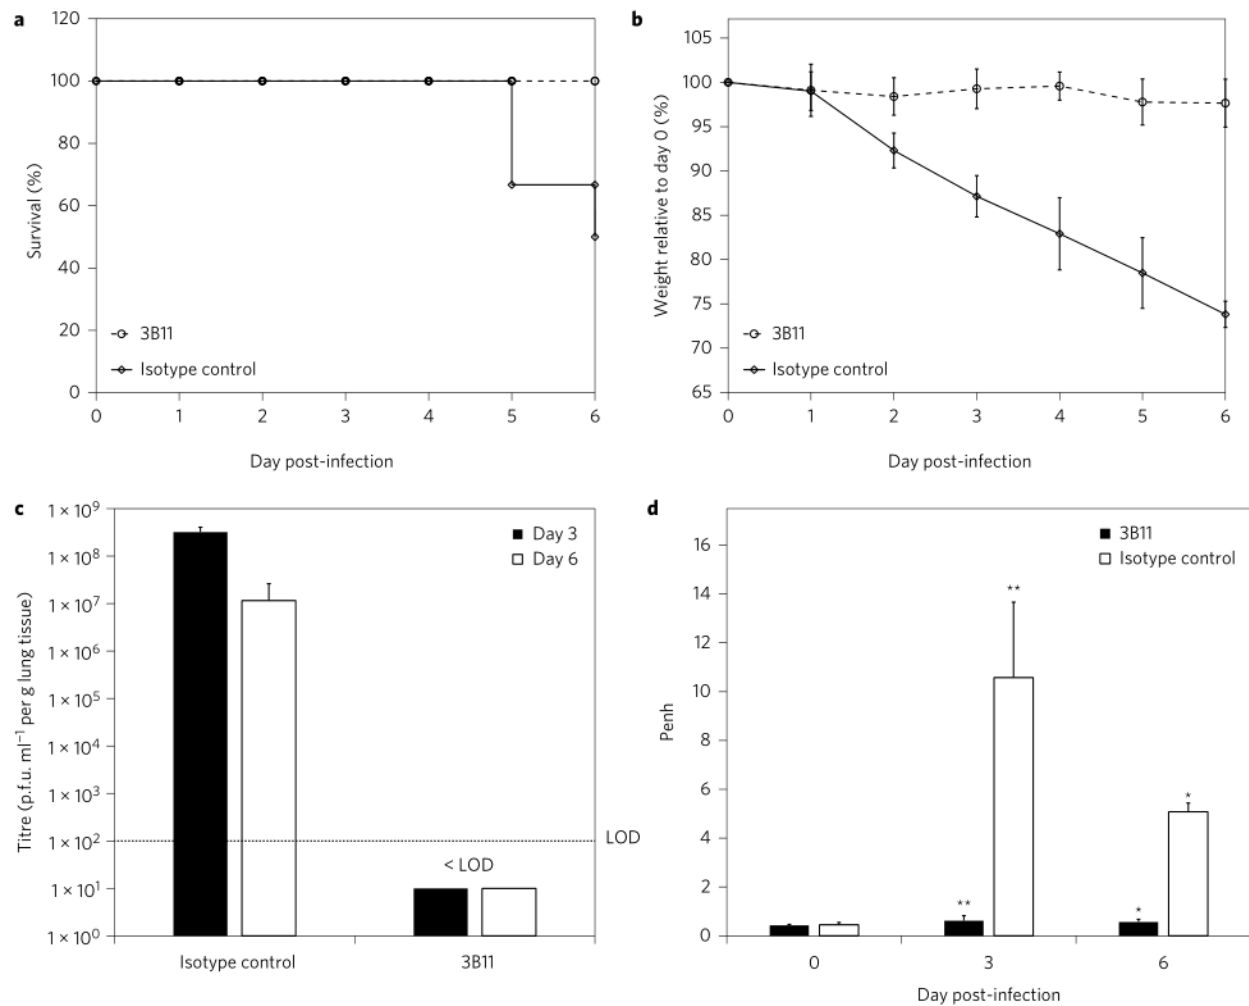 a
120
100
80
60
40
20
0
Survival (%)
3B11
Isotype control
0 1 2 3 4 5 6
Day post-infection
b
105
100
95
90
85
80
75
70
65
Weight relative to day 0 (%)
3B11
Isotype control
0 1 2 3 4 5 6
Day post-infection
c
1 × 10⁹
1 × 10⁸
1 × 10⁷
1 × 10⁶
1 × 10⁵
1 × 10⁴
1 × 10³
1 × 10²
1 × 10¹
1 × 10⁰
Titre (p.f.u. ml⁻¹ per g lung tissue)
Day 3
Day 6
LOD
< LOD
Isotype control 3B11
d
16
14
12
10
8
6
4
2
0
Penh
3B11
Isotype control
**
**
*
*
0 3 6
Day post-infection